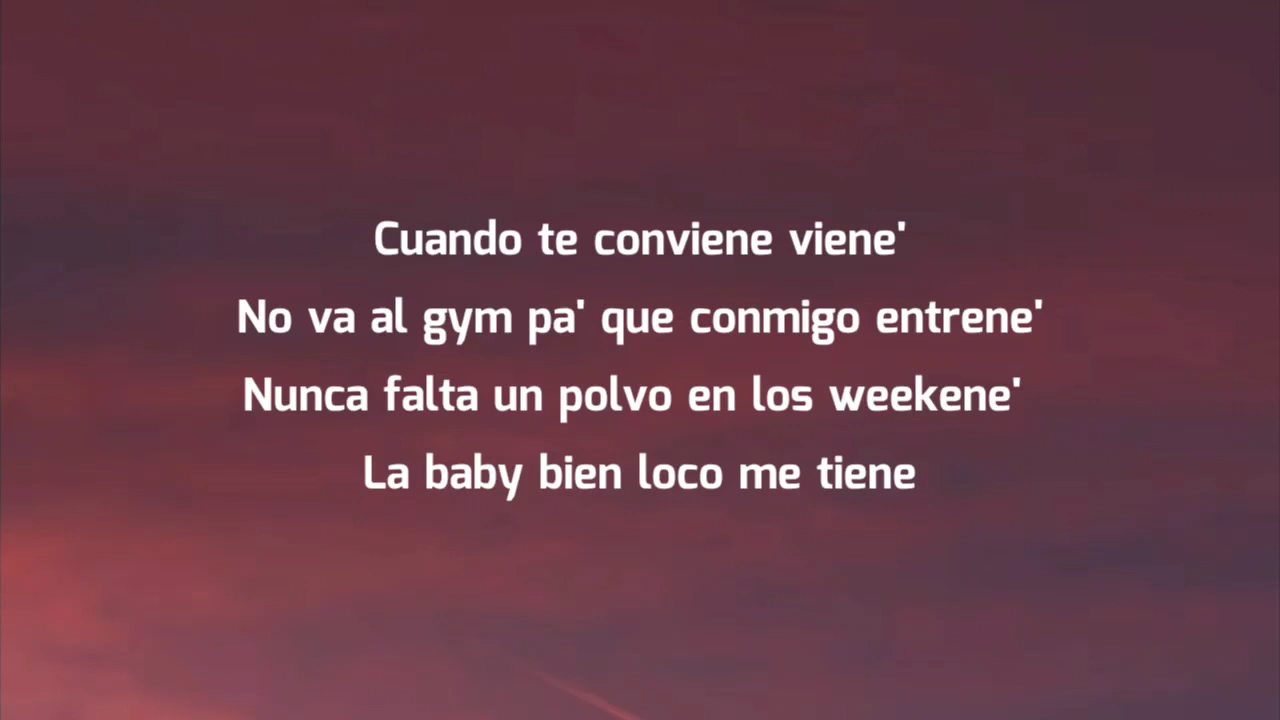 Cuando te conviene viene'
No va al gym pa' que conmigo entrene'
Nunca falta un polvo en los weekene'
La baby bien loco me tiene